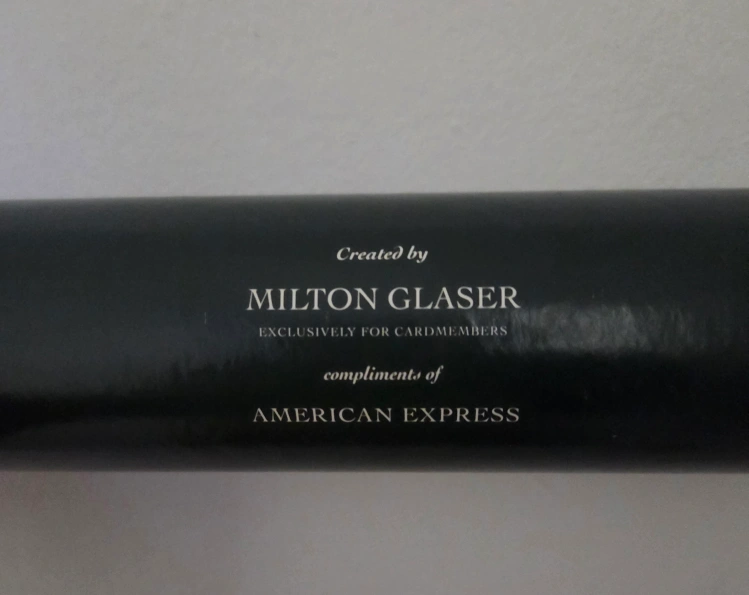 Created by
MILTON GLASER
EXCLUSIVELY FOR CARDMEMBERS
compliments of
AMERICAN EXPRESS